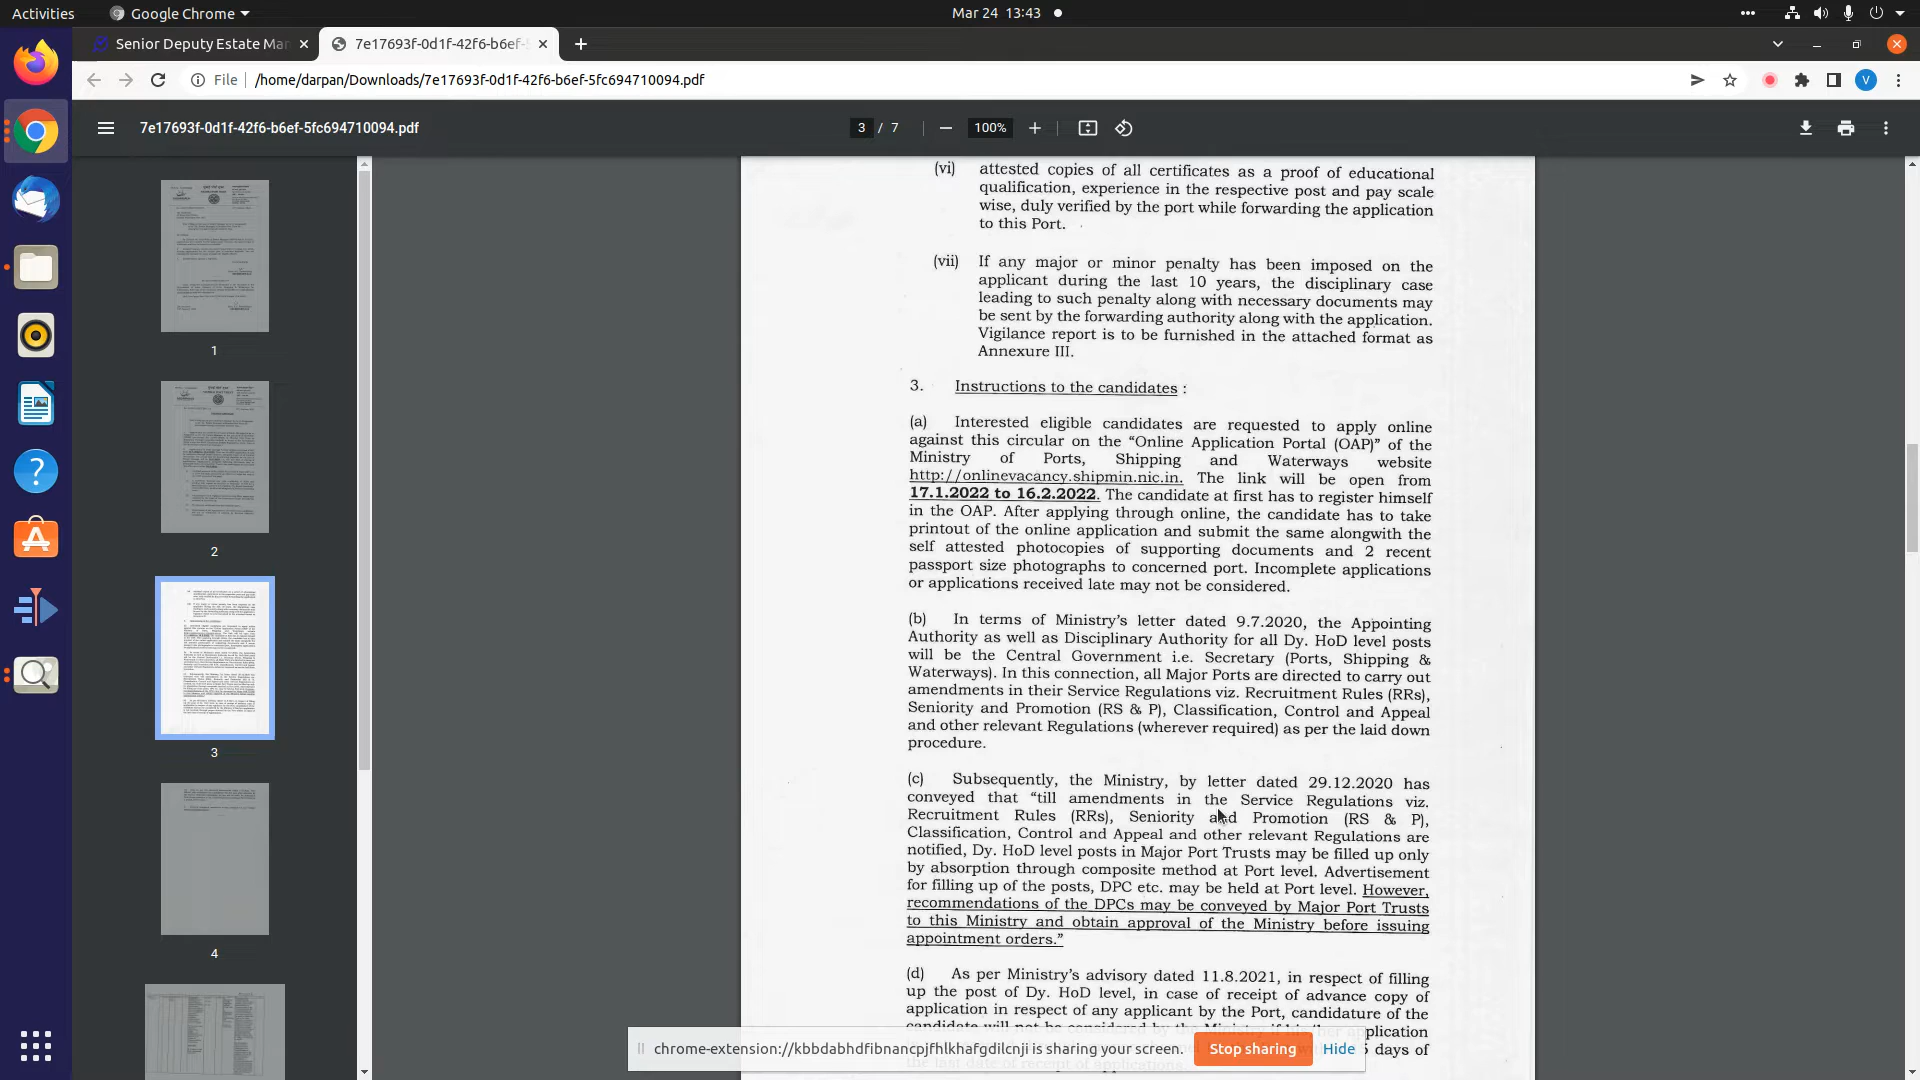 Activities
Google Chrome
Mar 24 13:43
Senior Deputy Estate Man
7e17693f-0d1f-42f6-b6ef-5
File
/home/darpan/Downloads/7e17693f-0d1f-42f6-b6ef-5fc694710094.pdf
V
7e17693f-0d1f-42f6-b6ef-5fc694710094.pdf
3 / 7
100%
1
2
3
4
(vi) attested copies of all certificates as a proof of educational
qualification, experience in the respective post and pay scale
wise, duly verified by the port while forwarding the application
to this Port.
(vii) If any major or minor penalty has been imposed on the
applicant during the last 10 years, the disciplinary case
leading to such penalty along with necessary documents may
be sent by the forwarding authority along with the application.
Vigilance report is to be furnished in the attached format as
Annexure III.
3. Instructions to the candidates :
(a) Interested eligible candidates are requested to apply online
against this circular on the “Online Application Portal (OAP)” of the
Ministry of Ports, Shipping and Waterways website
http://onlinevacancy.shipmin.nic.in. The link will be open from
17.1.2022 to 16.2.2022. The candidate at first has to register himself
in the OAP. After applying through online, the candidate has to take
printout of the online application and submit the same alongwith the
self attested photocopies of supporting documents and 2 recent
passport size photographs to concerned port. Incomplete applications
or applications received late may not be considered.
(b) In terms of Ministry’s letter dated 9.7.2020, the Appointing
Authority as well as Disciplinary Authority for all Dy. HoD level posts
will be the Central Government i.e. Secretary (Ports, Shipping &
Waterways). In this connection, all Major Ports are directed to carry out
amendments in their Service Regulations viz. Recruitment Rules (RRs),
Seniority and Promotion (RS & P), Classification, Control and Appeal
and other relevant Regulations (wherever required) as per the laid down
procedure.
(c) Subsequently, the Ministry, by letter dated 29.12.2020 has
conveyed that “till amendments in the Service Regulations viz.
Recruitment Rules (RRs), Seniority and Promotion (RS & P),
Classification, Control and Appeal and other relevant Regulations are
notified, Dy. HoD level posts in Major Port Trusts may be filled up only
by absorption through composite method at Port level. Advertisement
for filling up of the posts, DPC etc. may be held at Port level. However,
recommendations of the DPCs may be conveyed by Major Port Trusts
to this Ministry and obtain approval of the Ministry before issuing
appointment orders.”
(d) As per Ministry’s advisory dated 11.8.2021, in respect of filling
up the post of Dy. HoD level, in case of receipt of advance copy of
application in respect of any applicant by the Port, candidature of the
candidate will not be considered by the Ministry if his/her application
days of
the last date of receipt of applications.
chrome-extension://kbbdabhdfibnancpjfhlkhafgdilcnji is sharing your screen.
Stop sharing
Hide